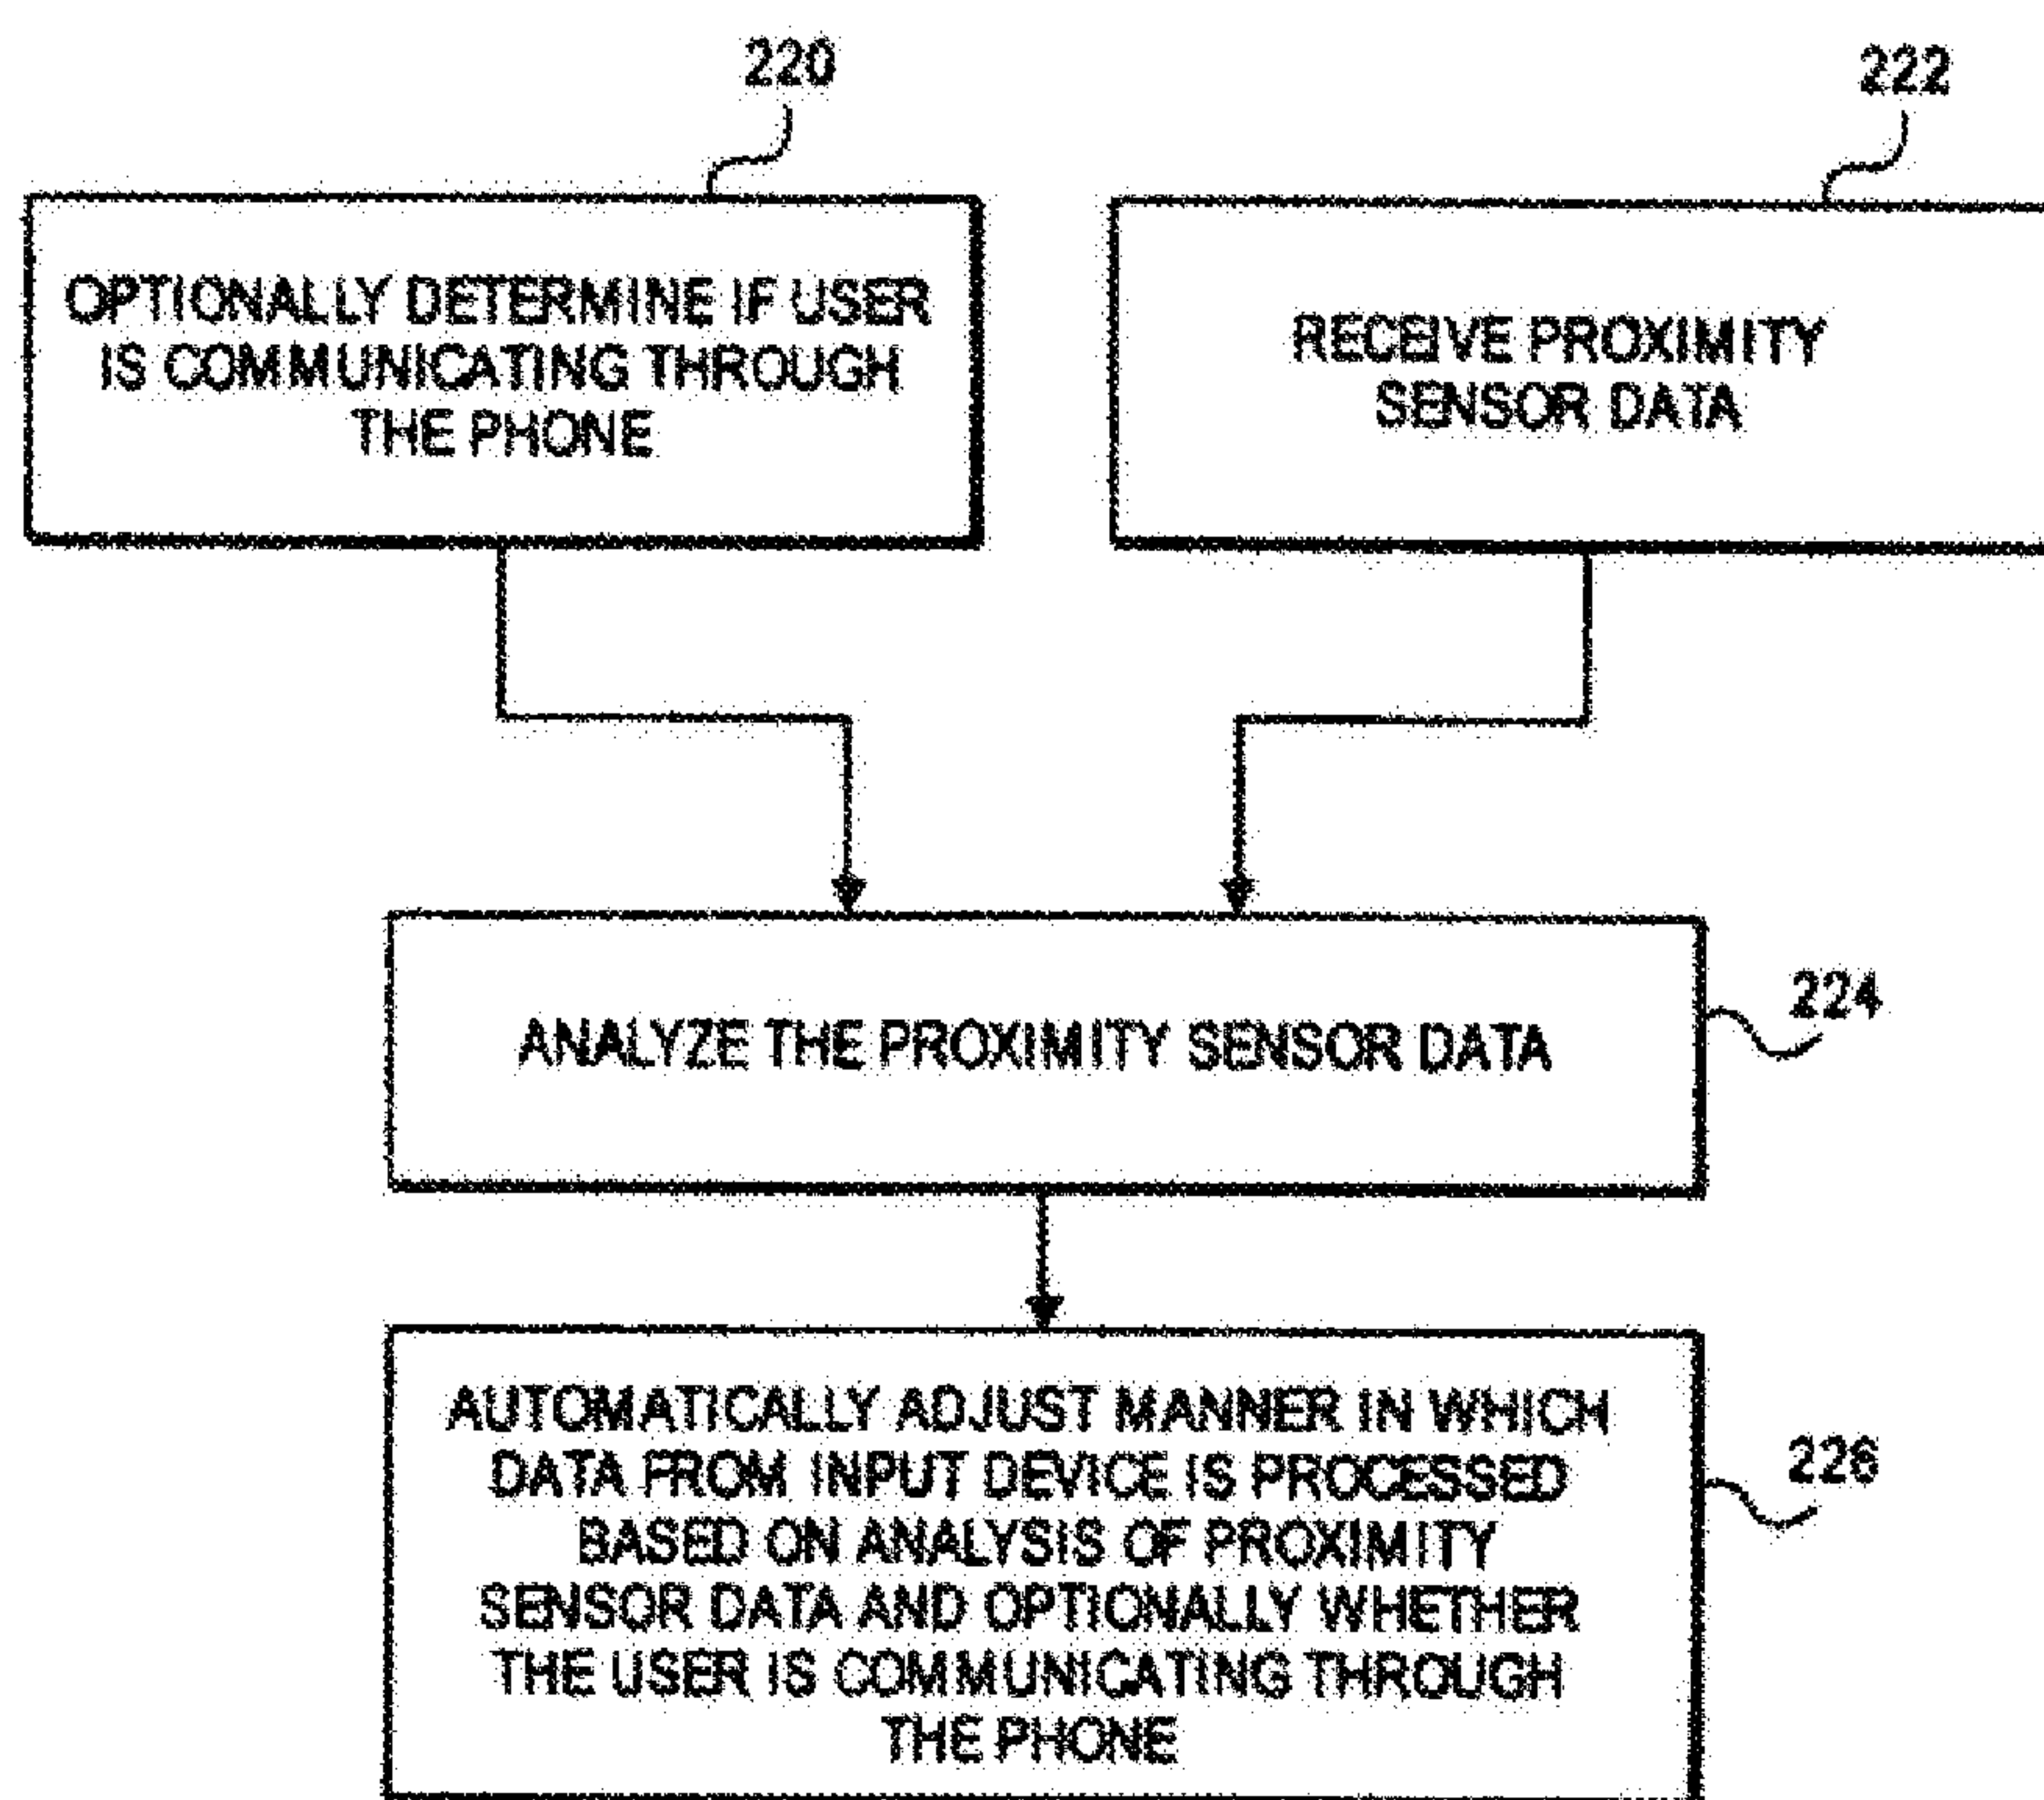 220
222
OPTIONALLY DETERMINE IF USER
IS COMMUNICATING THROUGH
THE PHONE
RECEIVE PROXIMITY
SENSOR DATA
ANALYZE THE PROXIMITY SENSOR DATA
224
AUTOMATICALLY ADJUST MANNER IN WHICH
DATA FROM INPUT DEVICE IS PROCESSED
BASED ON ANALYSIS OF PROXIMITY
SENSOR DATA AND OPTIONALLY WHETHER
THE USER IS COMMUNICATING THROUGH
THE PHONE
226